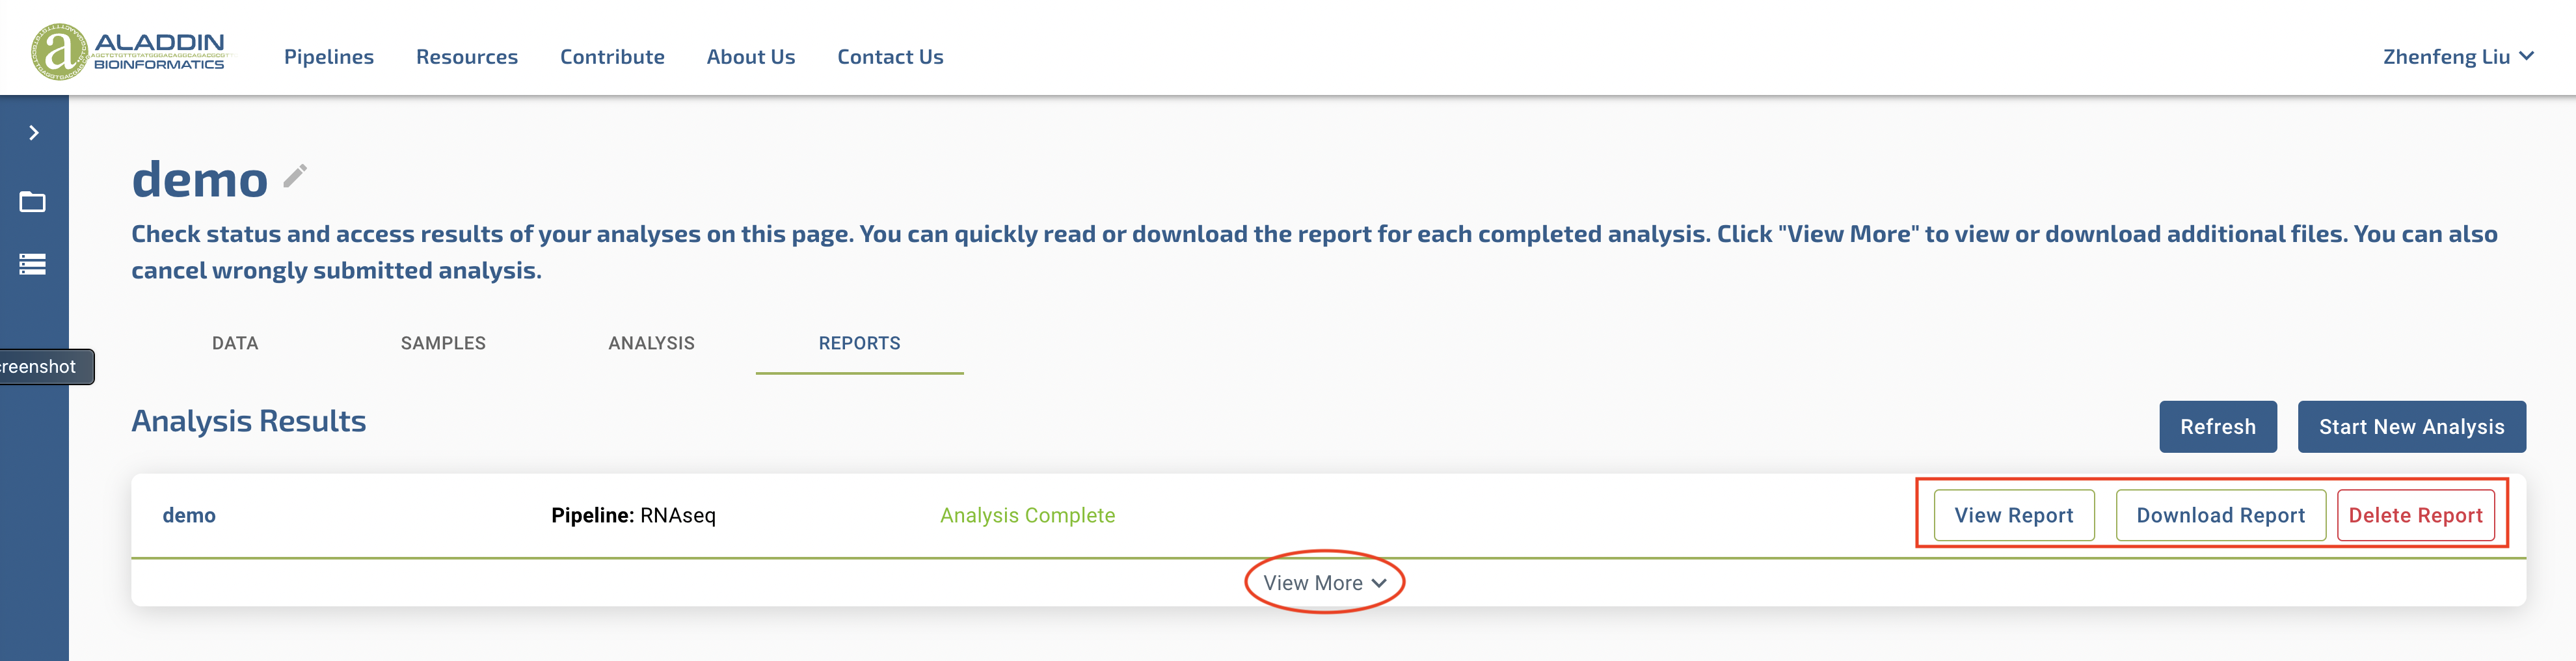 ALADDIN
BIOINFORMATICS
Pipelines
Resources
Contribute
About Us
Contact Us
Zhenfeng Liu
demo
Check status and access results of your analyses on this page. You can quickly read or download the report for each completed analysis. Click "View More" to view or download additional files. You can also
cancel wrongly submitted analysis.
DATA
SAMPLES
ANALYSIS
REPORTS
reenshot
Analysis Results
Refresh
Start New Analysis
demo
Pipeline: RNAseq
Analysis Complete
View Report
Download Report
Delete Report
View More